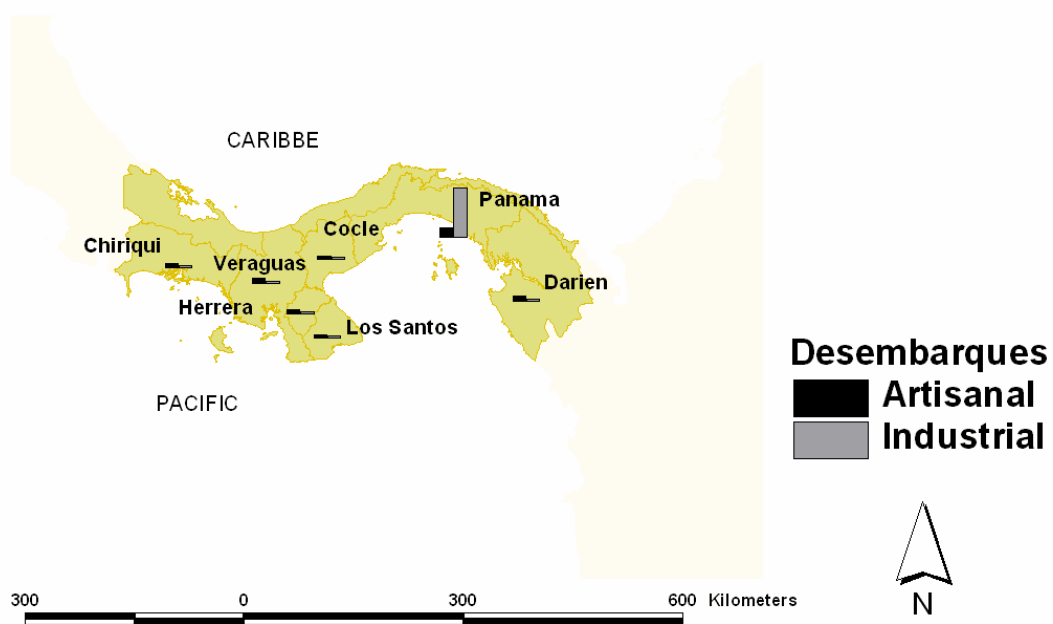 CARIBBE
Panama
Cocle
Chiriqui
Veraguas
Darien
Herrera
Los Santos
PACIFIC
Desembarques
Artisanal
Industrial
N
300 0 300 600 Kilometers